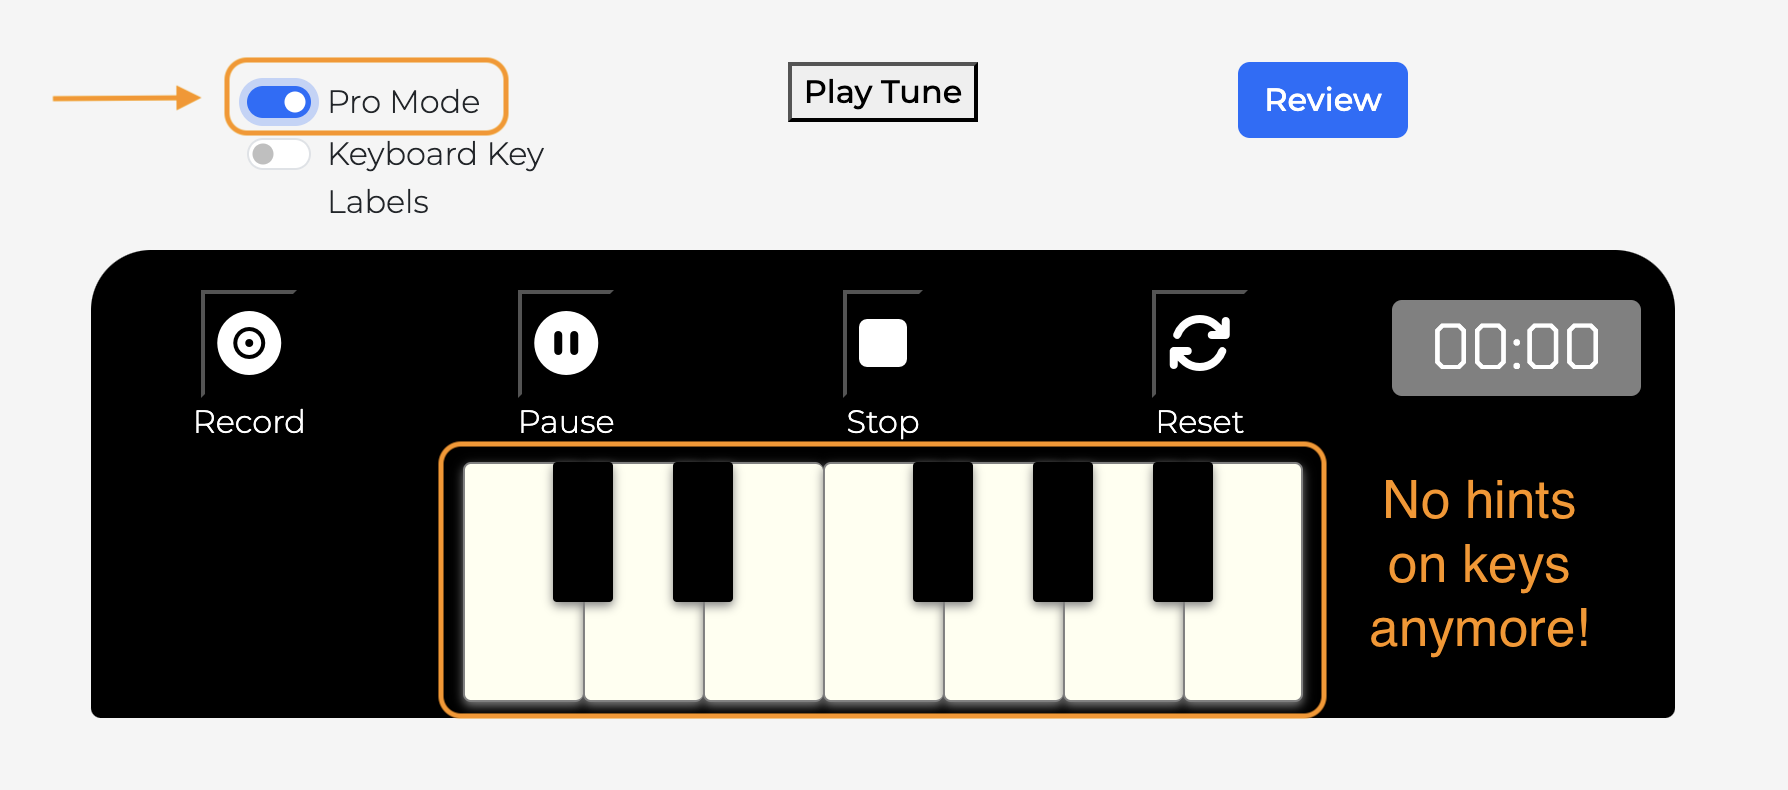 Pro Mode
Play Tune
Review
Keyboard Key
Labels
Record
Pause
Stop
Reset
00:00
No hints
on keys
anymore!